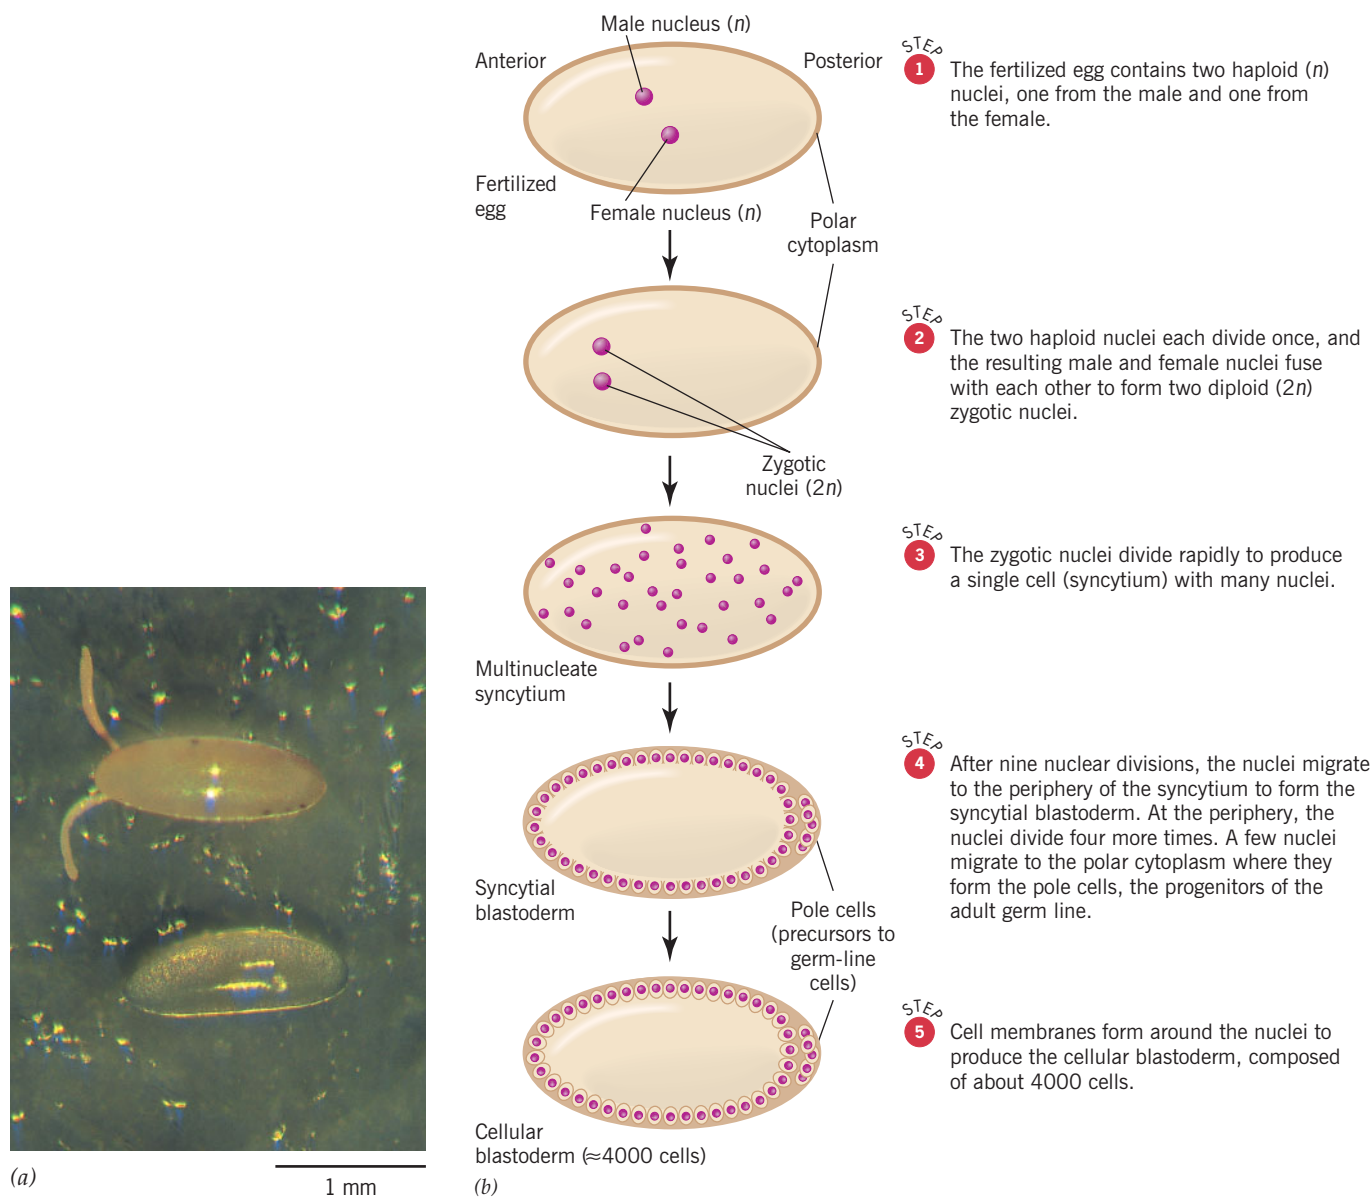 Male nucleus (n)
Anterior
Posterior
Fertilized
egg
Female nucleus (n)
Polar
cytoplasm
STEP
1
The fertilized egg contains two haploid (n)
nuclei, one from the male and one from
the female.
STEP
2
The two haploid nuclei each divide once, and
the resulting male and female nuclei fuse
with each other to form two diploid (2n)
zygotic nuclei.
Zygotic
nuclei (2n)
STEP
3
The zygotic nuclei divide rapidly to produce
a single cell (syncytium) with many nuclei.
Multinucleate
syncytium
STEP
4
After nine nuclear divisions, the nuclei migrate
to the periphery of the syncytium to form the
syncytial blastoderm. At the periphery, the
nuclei divide four more times. A few nuclei
migrate to the polar cytoplasm where they
form the pole cells, the progenitors of the
adult germ line.
Syncytial
blastoderm
Pole cells
(precursors to
germ-line
cells)
STEP
5
Cell membranes form around the nuclei to
produce the cellular blastoderm, composed
of about 4000 cells.
Cellular
blastoderm (≈4000 cells)
(a)
1 mm
(b)